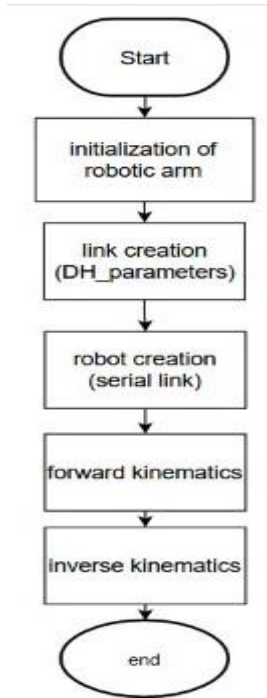 Start
initialization of
robotic arm
link creation
(DH_parameters)
robot creation
(serial link)
forward kinematics
inverse kinematics
end